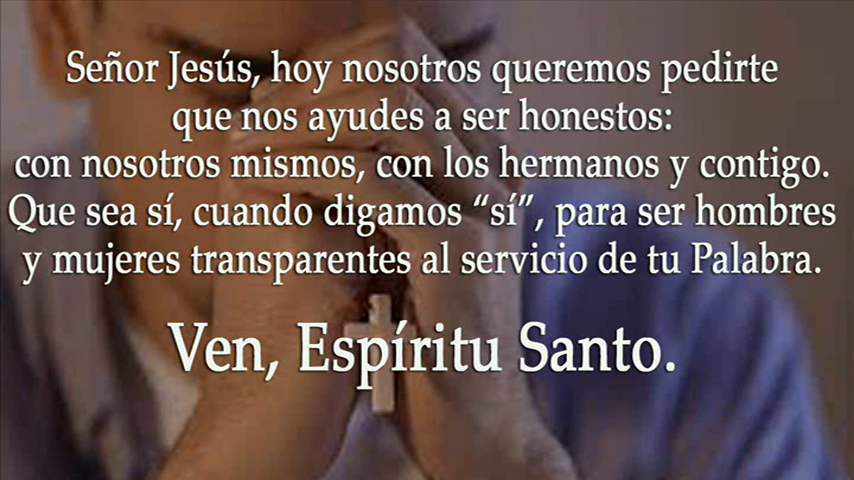 Señor Jesús, hoy nosotros queremos pedirte
que nos ayudes a ser honestos:
con nosotros mismos, con los hermanos y contigo.
Que sea sí, cuando digamos “sí”, para ser hombres
y mujeres transparentes al servicio de tu Palabra.
Ven, Espíritu Santo.